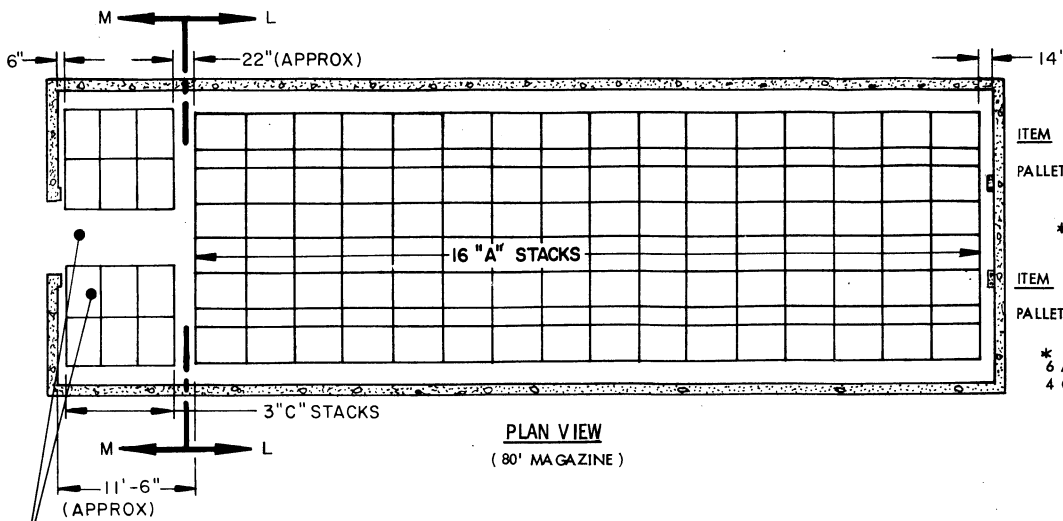 M L
6" 22"(APPROX) 14"
ITEM
PALLET
*
16 "A" STACKS
ITEM
PALLET
*
6
4
3"C" STACKS
M L
PLAN VIEW
( 80' MAGAZINE )
11'-6"
(APPROX)